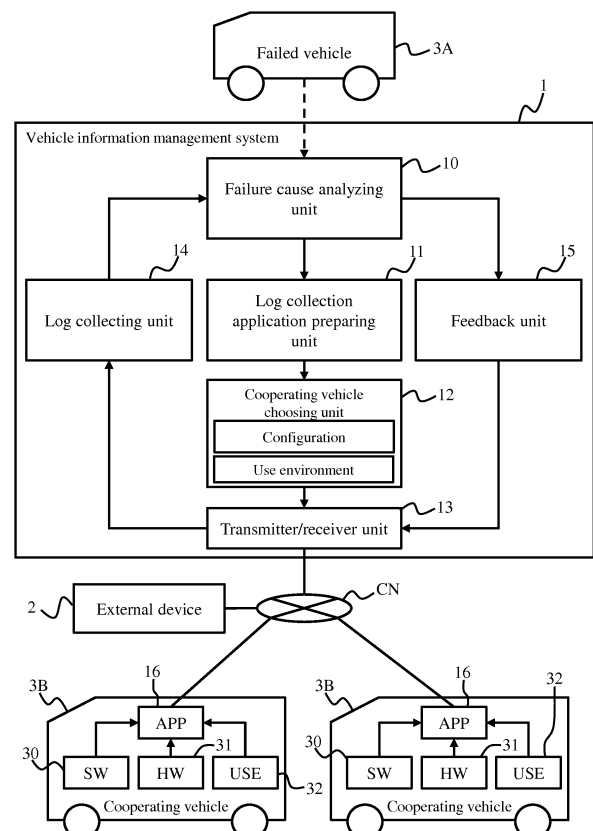 Failed vehicle
3A
1
Vehicle information management system
10
Failure cause analyzing
unit
14
11
15
Log collecting unit
Log collection
application preparing
unit
Feedback unit
Cooperating vehicle
choosing unit
12
Configuration
Use environment
13
Transmitter/receiver unit
CN
2
External device
3B
16
APP
30
31
SW
HW
USE
32
Cooperating vehicle
3B
16
32
APP
30
31
SW
HW
USE
Cooperating vehicle